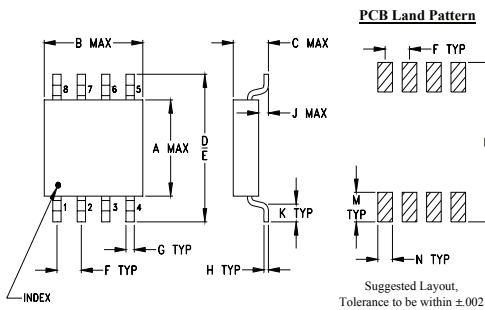 PCB Land Pattern
B MAX
C MAX
F TYP
8 7 6 5
J MAX
A MAX
D
E
K TYP
M
TYP
1 2 3 4
G TYP
F TYP
H TYP
N TYP
INDEX
Suggested Layout,
Tolerance to be within ±.002